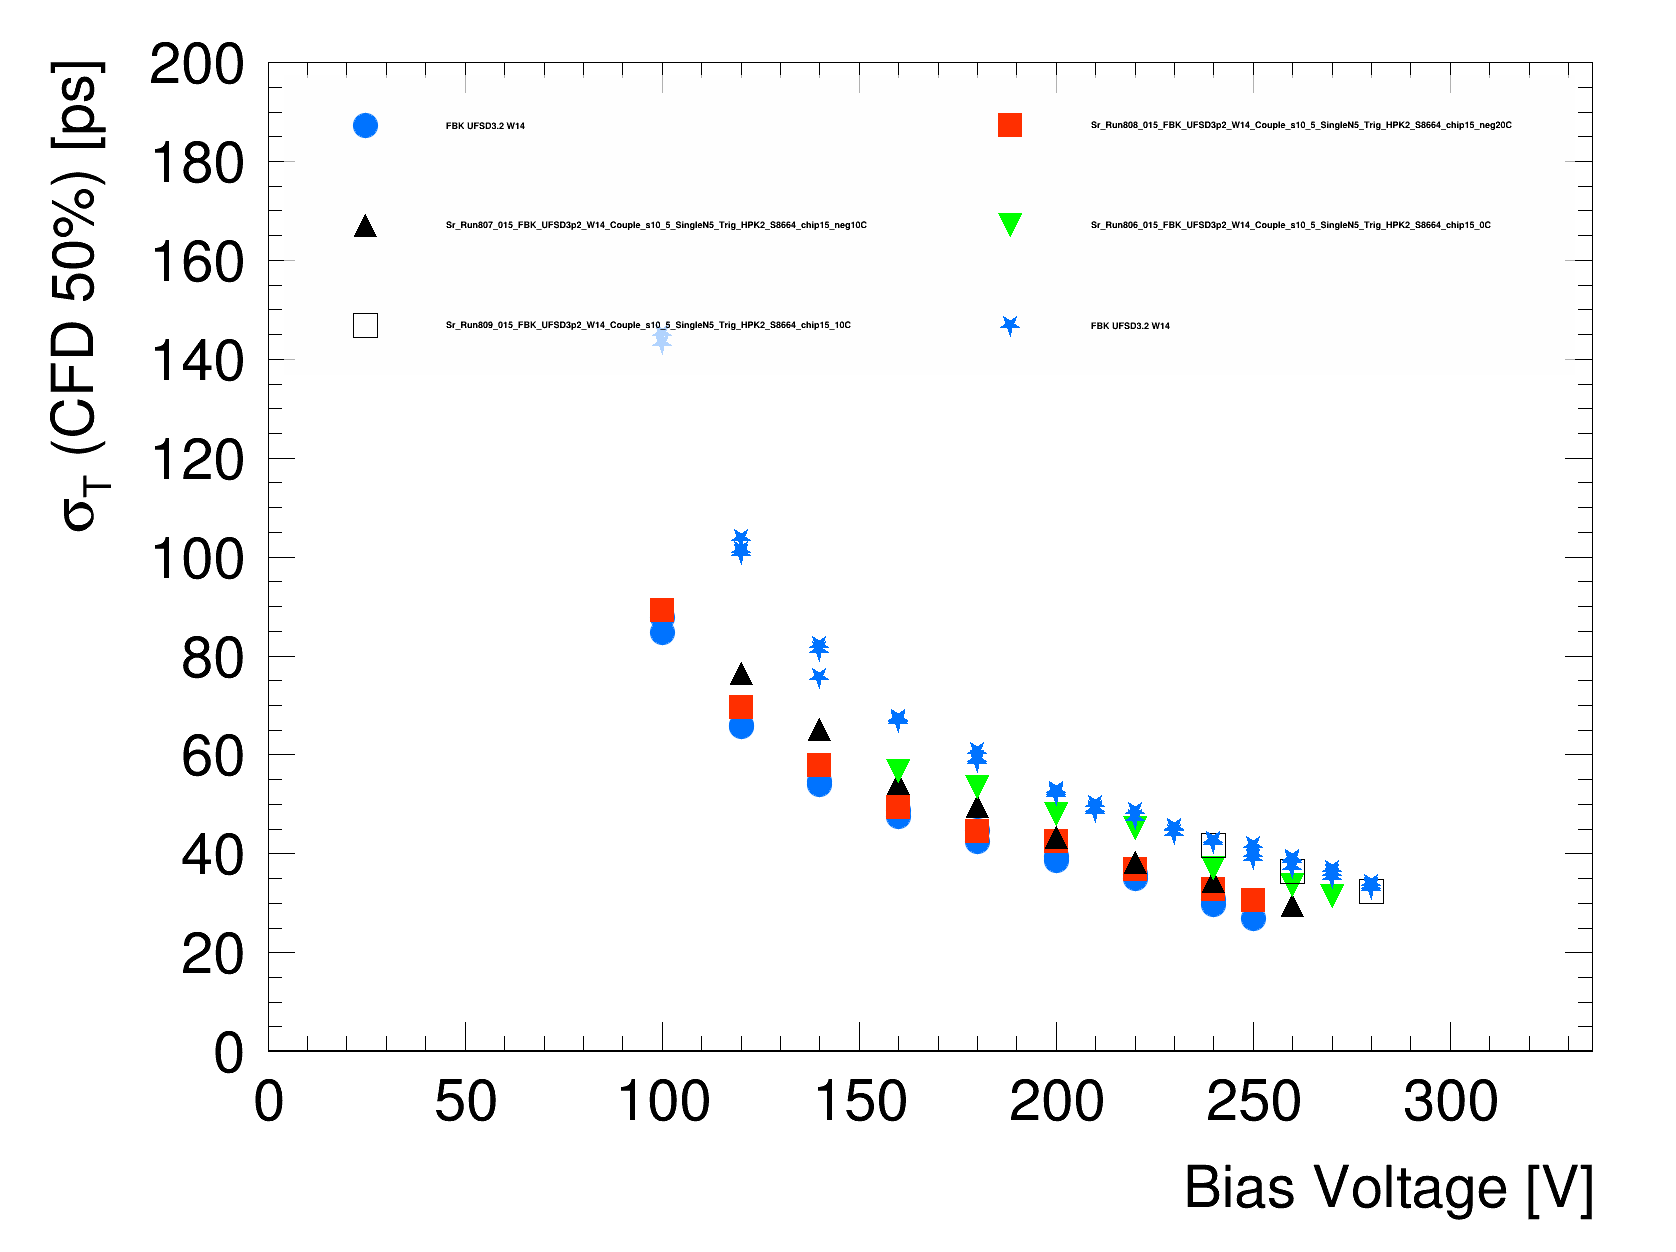 200
180
160
140
120
100
80
60
40
20
0
σT (CFD 50%) [ps]
FBK UFSD3.2 W14
Sr_Run808_015_FBK_UFSD3p2_W14_Couple_s10_5_SingleN5_Trig_HPK2_S8664_chip15_neg20C
Sr_Run807_015_FBK_UFSD3p2_W14_Couple_s10_5_SingleN5_Trig_HPK2_S8664_chip15_neg10C
Sr_Run806_015_FBK_UFSD3p2_W14_Couple_s10_5_SingleN5_Trig_HPK2_S8664_chip15_0C
Sr_Run809_015_FBK_UFSD3p2_W14_Couple_s10_5_SingleN5_Trig_HPK2_S8664_chip15_10C
FBK UFSD3.2 W14
0 50 100 150 200 250 300
Bias Voltage [V]